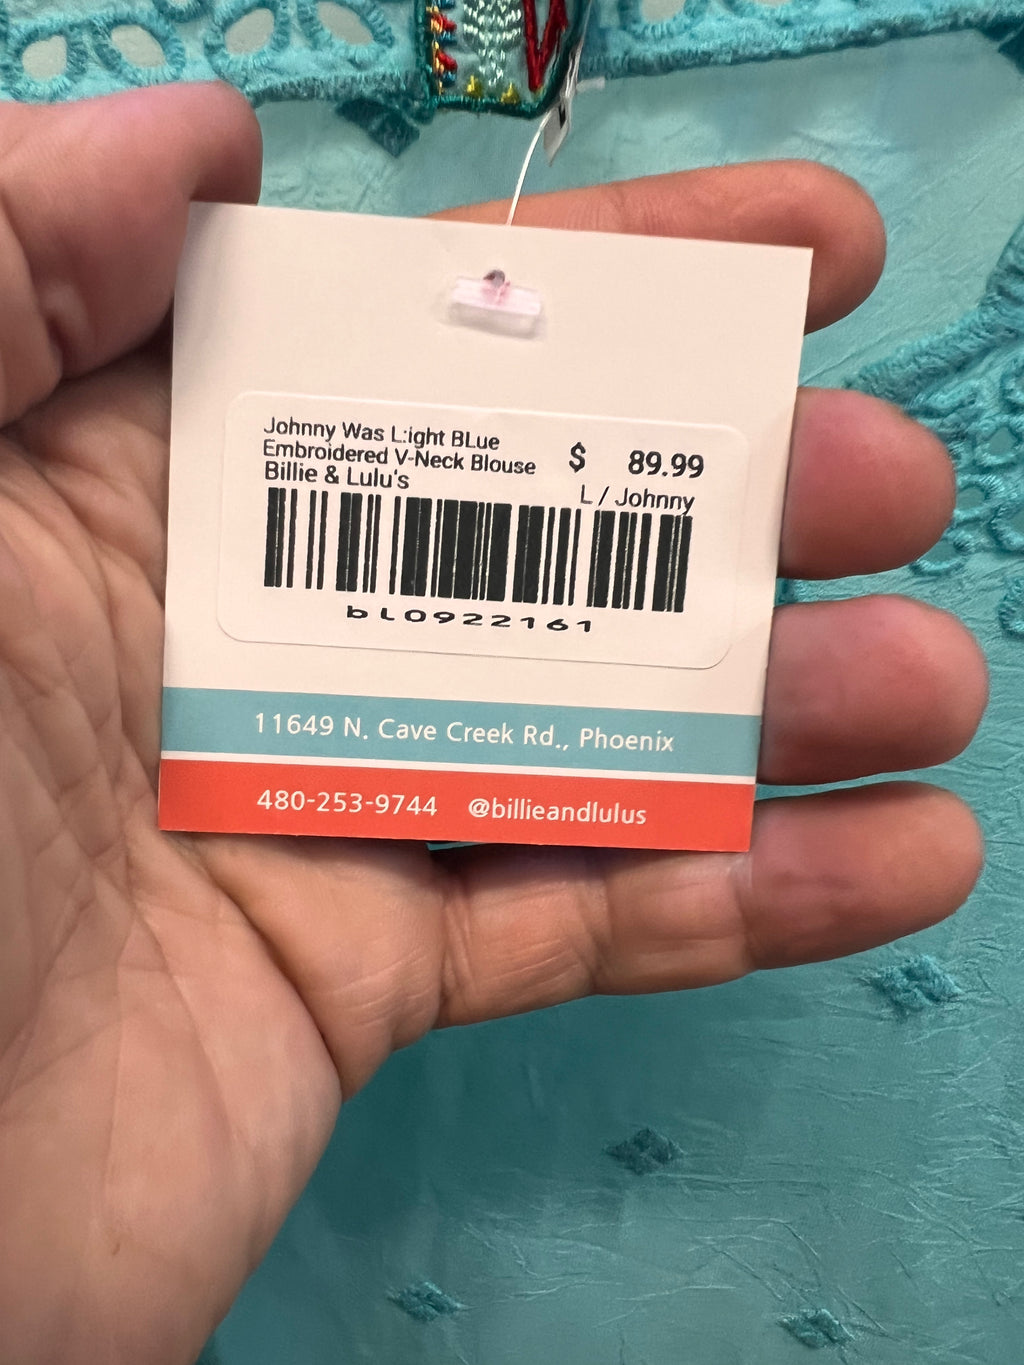 Johnny Was L:ight BLue
Embroidered V-Neck Blouse
Billie & Lulu's
$ 89.99
L / Johnny
bL0922161
11649 N. Cave Creek Rd., Phoenix
480-253-9744 @billieandlulus